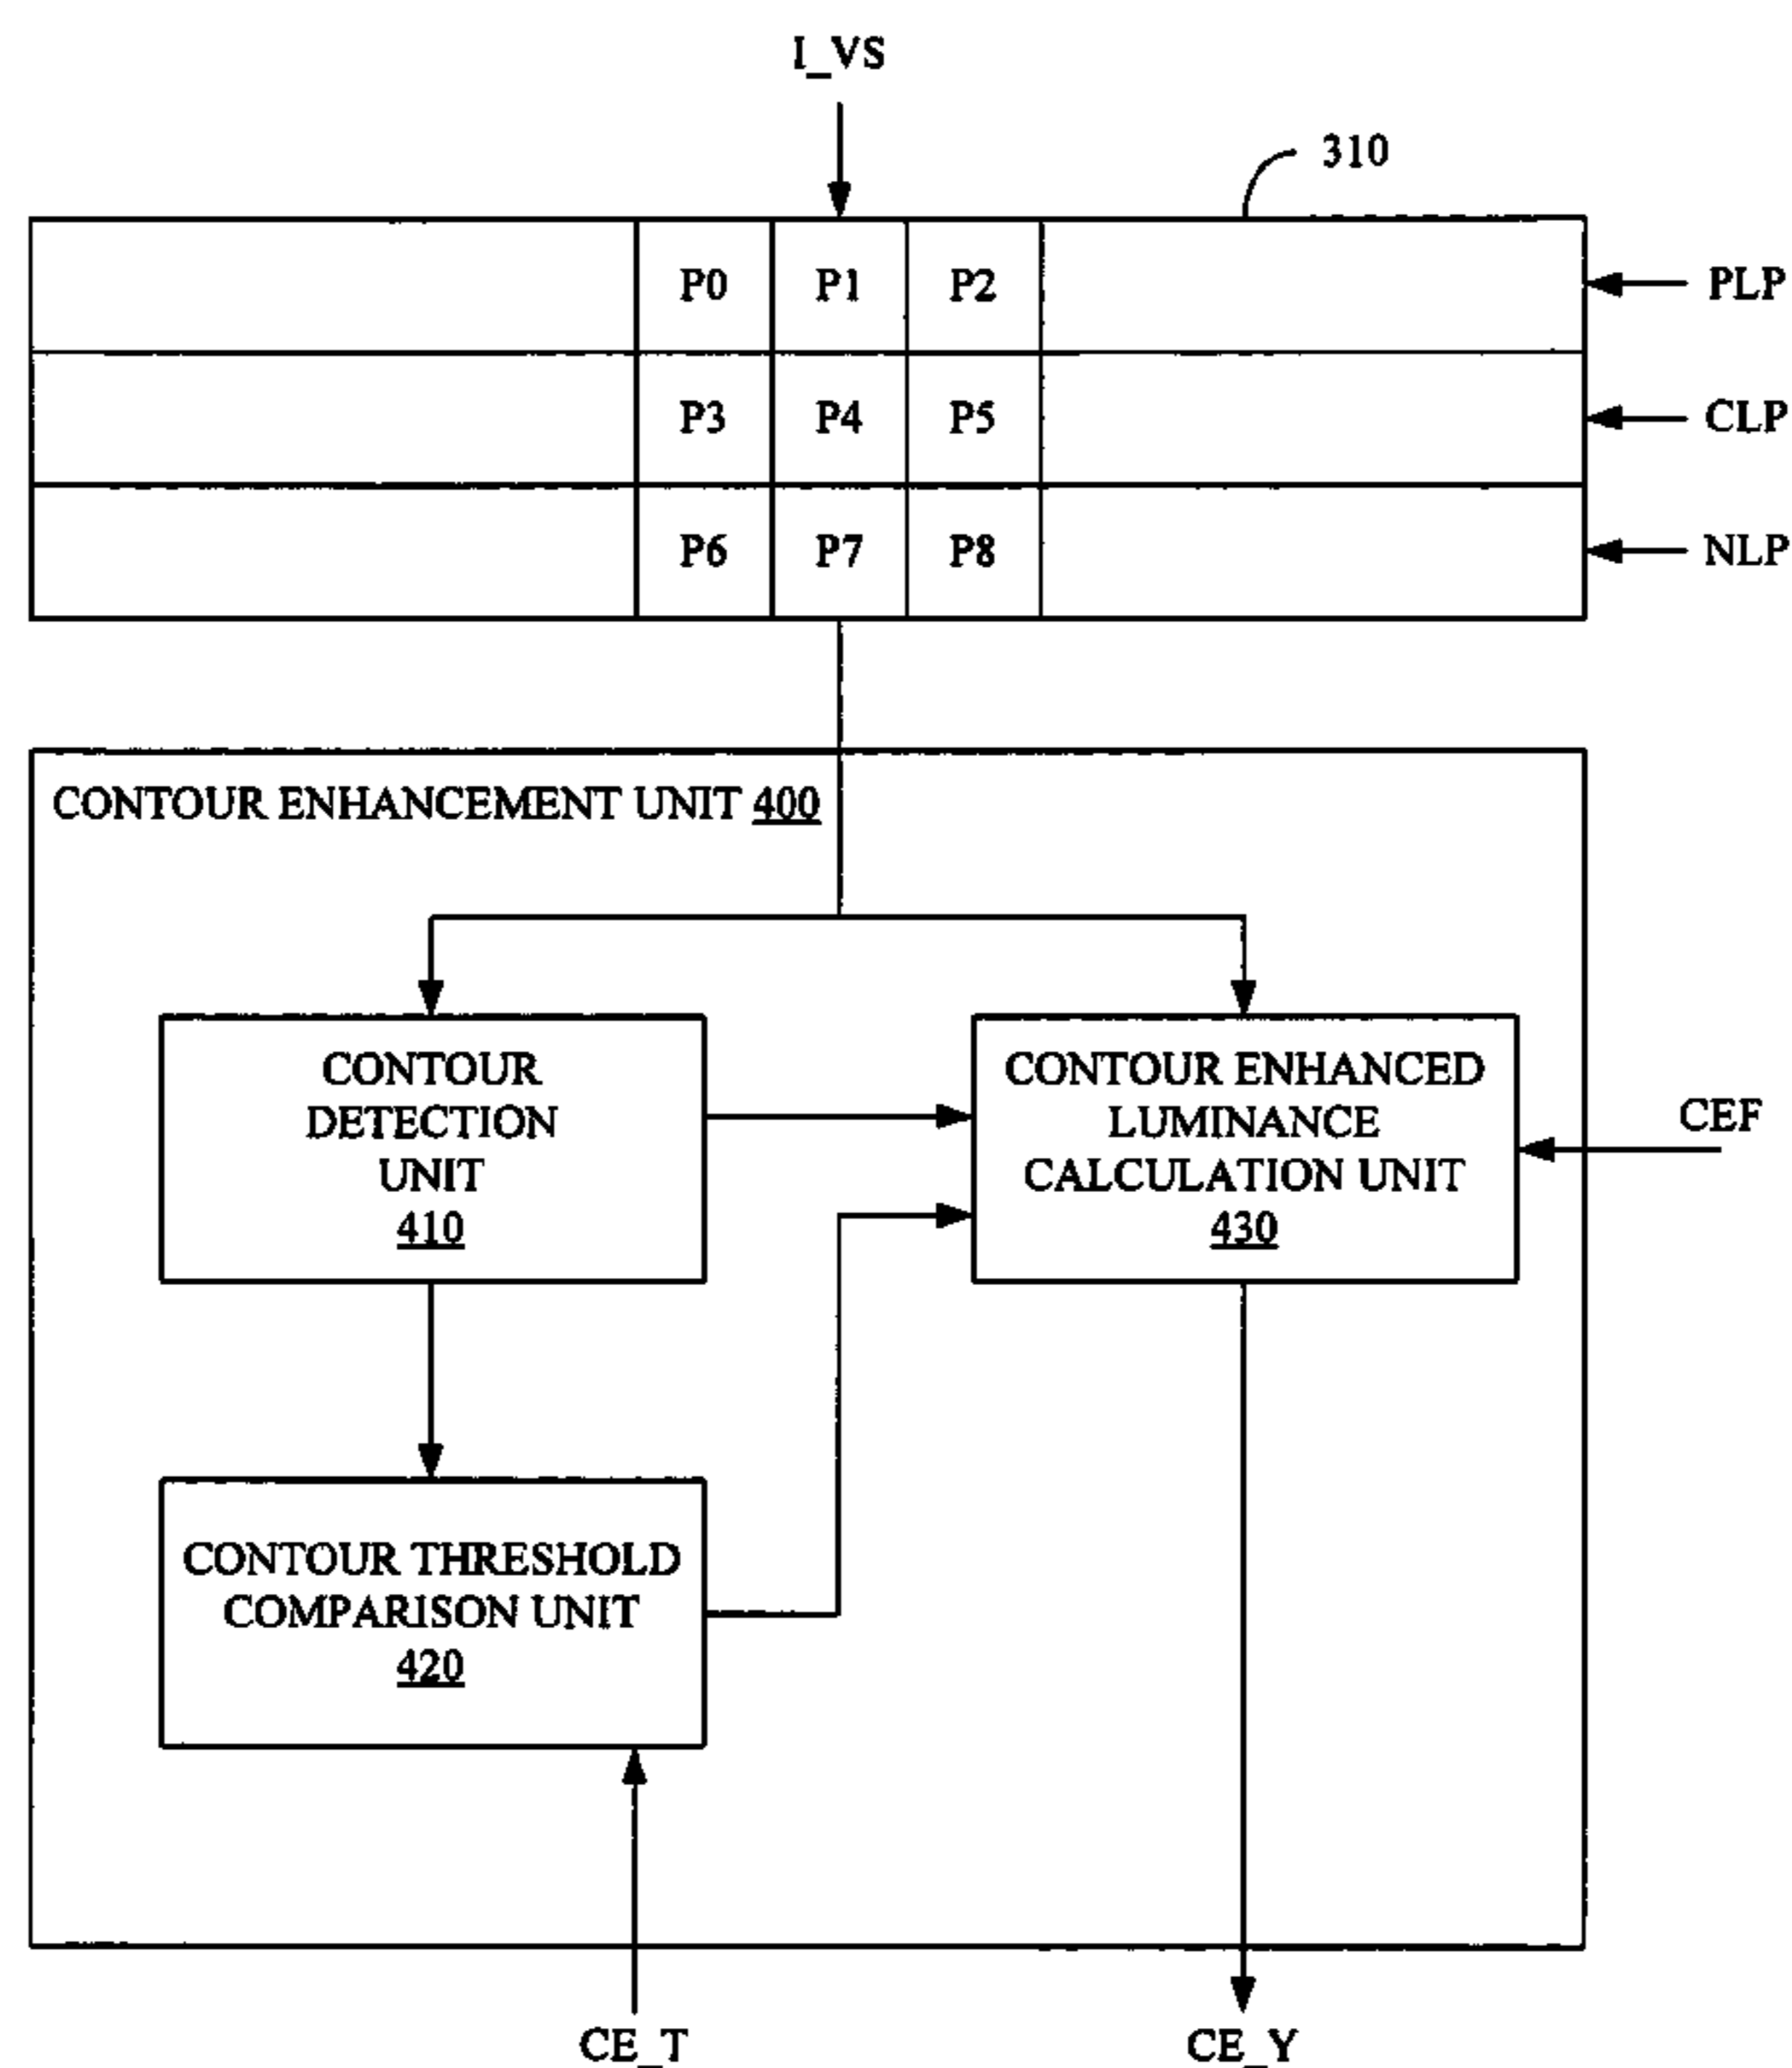 I_VS
310
P0 P1 P2 PLP
P3 P4 P5 CLP
P6 P7 P8 NLP
CONTOUR ENHANCEMENT UNIT 400
CONTOUR
DETECTION
UNIT
410
CONTOUR ENHANCED
LUMINANCE
CALCULATION UNIT
430
CEF
CONTOUR THRESHOLD
COMPARISON UNIT
420
CE_T
CE_Y